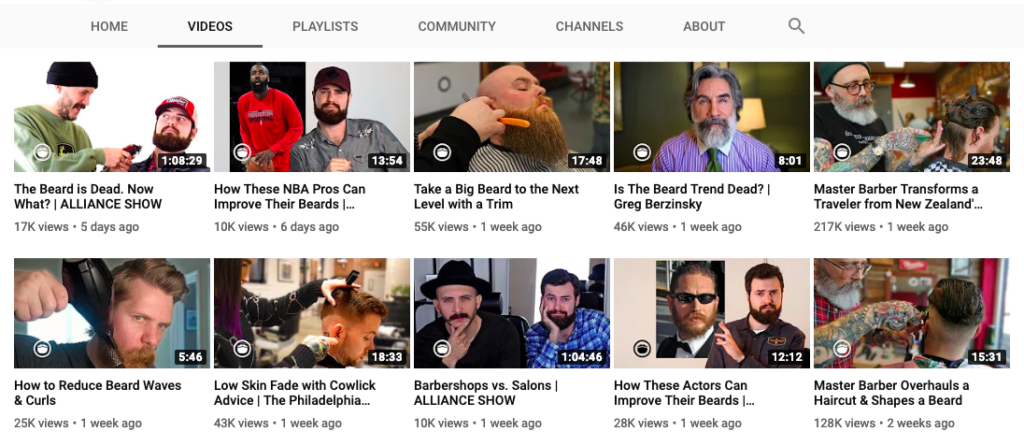 HOME VIDEOS PLAYLISTS COMMUNITY CHANNELS ABOUT
1:08:29 13:54 17:48 8:01 23:48
The Beard is Dead. Now
What? | ALLIANCE SHOW
17K views • 5 days ago
How These NBA Pros Can
Improve Their Beards |...
10K views • 6 days ago
Take a Big Beard to the Next
Level with a Trim
55K views • 1 week ago
Is The Beard Trend Dead? |
Greg Berzinsky
46K views • 1 week ago
Master Barber Transforms a
Traveler from New Zealand'...
217K views • 1 week ago
5:46 18:33 1:04:46 12:12 15:31
How to Reduce Beard Waves
& Curls
25K views • 1 week ago
Low Skin Fade with Cowlick
Advice | The Philadelphia...
43K views • 1 week ago
Barbershops vs. Salons |
ALLIANCE SHOW
10K views • 1 week ago
How These Actors Can
Improve Their Beards |...
28K views • 1 week ago
Master Barber Overhauls a
Haircut & Shapes a Beard
128K views • 2 weeks ago